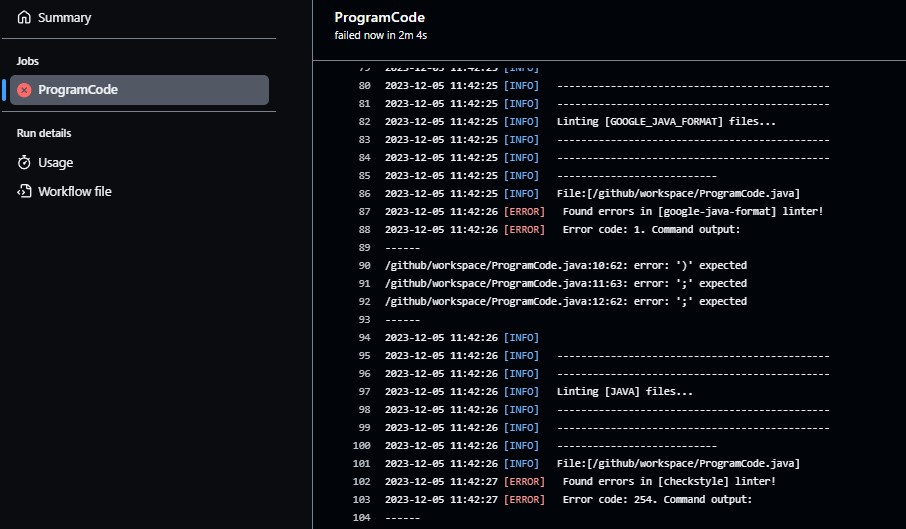 Summary
Jobs
ProgramCode
Run details
Usage
Workflow file
ProgramCode
failed now in 2m 4s
79 2023-12-05 11:42:25 [INFO]
80 2023-12-05 11:42:25 [INFO] ----------------------------------------------
81 2023-12-05 11:42:25 [INFO] ----------------------------------------------
82 2023-12-05 11:42:25 [INFO] Linting [GOOGLE_JAVA_FORMAT] files...
83 2023-12-05 11:42:25 [INFO] ----------------------------------------------
84 2023-12-05 11:42:25 [INFO] ----------------------------------------------
85 2023-12-05 11:42:25 [INFO] ---------------------------
86 2023-12-05 11:42:25 [INFO] File:[/github/workspace/ProgramCode.java]
87 2023-12-05 11:42:26 [ERROR] Found errors in [google-java-format] linter!
88 2023-12-05 11:42:26 [ERROR] Error code: 1. Command output:
89 ------
90 /github/workspace/ProgramCode.java:10:62: error: ')' expected
91 /github/workspace/ProgramCode.java:11:63: error: ';' expected
92 /github/workspace/ProgramCode.java:12:62: error: ';' expected
93 ------
94 2023-12-05 11:42:26 [INFO]
95 2023-12-05 11:42:26 [INFO] ----------------------------------------------
96 2023-12-05 11:42:26 [INFO] ----------------------------------------------
97 2023-12-05 11:42:26 [INFO] Linting [JAVA] files...
98 2023-12-05 11:42:26 [INFO] ----------------------------------------------
99 2023-12-05 11:42:26 [INFO] ----------------------------------------------
100 2023-12-05 11:42:26 [INFO] ---------------------------
101 2023-12-05 11:42:26 [INFO] File:[/github/workspace/ProgramCode.java]
102 2023-12-05 11:42:27 [ERROR] Found errors in [checkstyle] linter!
103 2023-12-05 11:42:27 [ERROR] Error code: 254. Command output:
104 ------